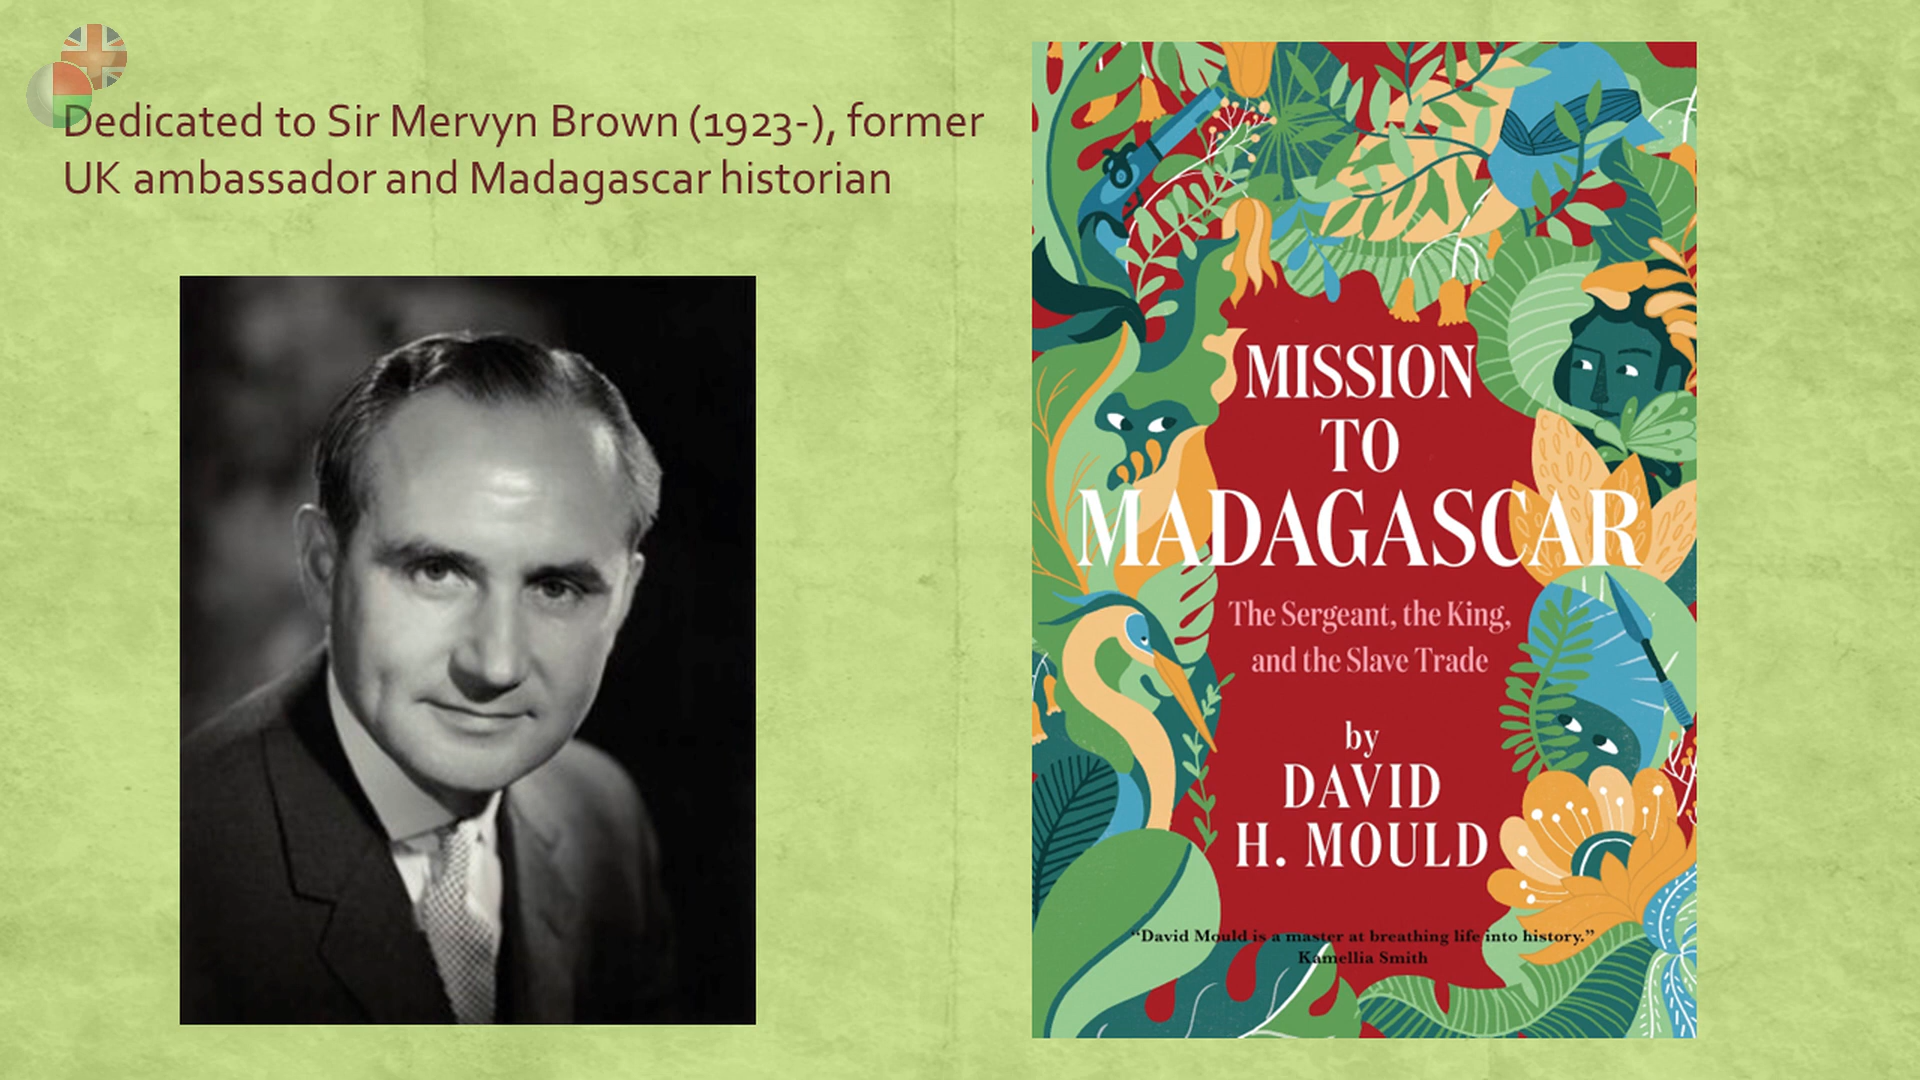 Dedicated to Sir Mervyn Brown (1923-), former
UK ambassador and Madagascar historian
MISSION
TO
MADAGASCAR
The Sergeant, the King,
and the Slave Trade
by
DAVID
H. MOULD
“David Mould is a master at breathing life into history.”
Kamellia Smith